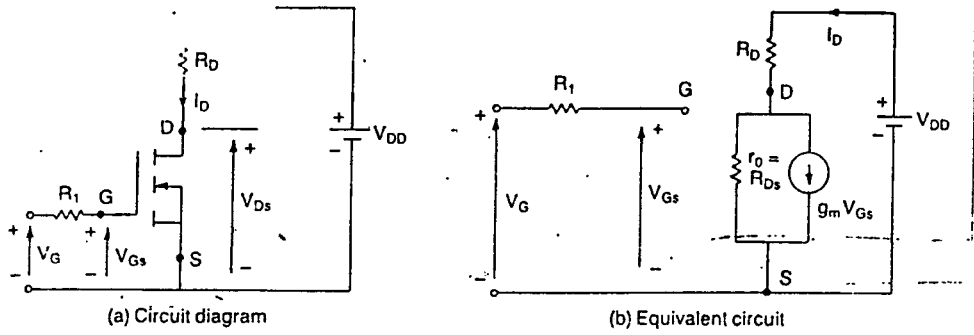 R_D
I_D
D
+
V_DD
-
+
V_Ds
-
R_1
G
+
V_G
-
+
V_Gs
-
S
(a) Circuit diagram
I_D
R_D
D
R_1
G
+
V_G
-
+
V_Gs
-
r_0 =
R_Ds
g_m V_Gs
+
V_DD
-
S
(b) Equivalent circuit